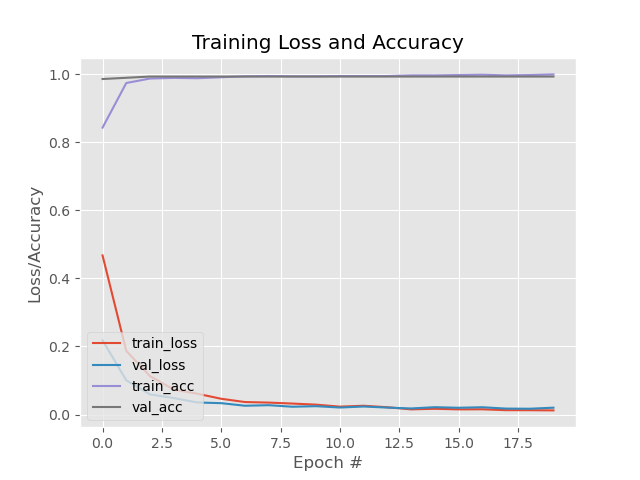 Training Loss and Accuracy
1.0
0.8
0.6
0.4
0.2
0.0
Loss/Accuracy
train_loss
val_loss
train_acc
val_acc
0.0 2.5 5.0 7.5 10.0 12.5 15.0 17.5
Epoch #